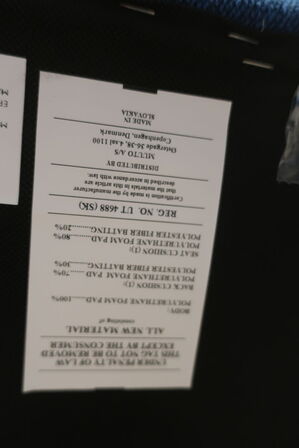 UNDER PENALTY OF LAW
THIS TAG NOT TO BE REMOVED
EXCEPT BY THE CONSUMER
ALL NEW MATERIAL
consisting of
BODY:
POLYURETHANE FOAM PAD......100%
BACK CUSHION (1):
POLYURETHANE FOAM PAD......70%
POLYESTER FIBER BATTING......30%
SEAT CUSHION (1):
POLYURETHANE FOAM PAD......80%
POLYESTER FIBER BATTING......20%
REG. NO. UT 4688 (SK)
Certification is made by the manufacturer
that the materials in this article are
described in accordance with law.
DISTRIBUTED BY
MUUTO A/S
Østergade 36-38, 4.sal 1100
Copenhagen, Denmark
MADE IN
SLOVAKIA